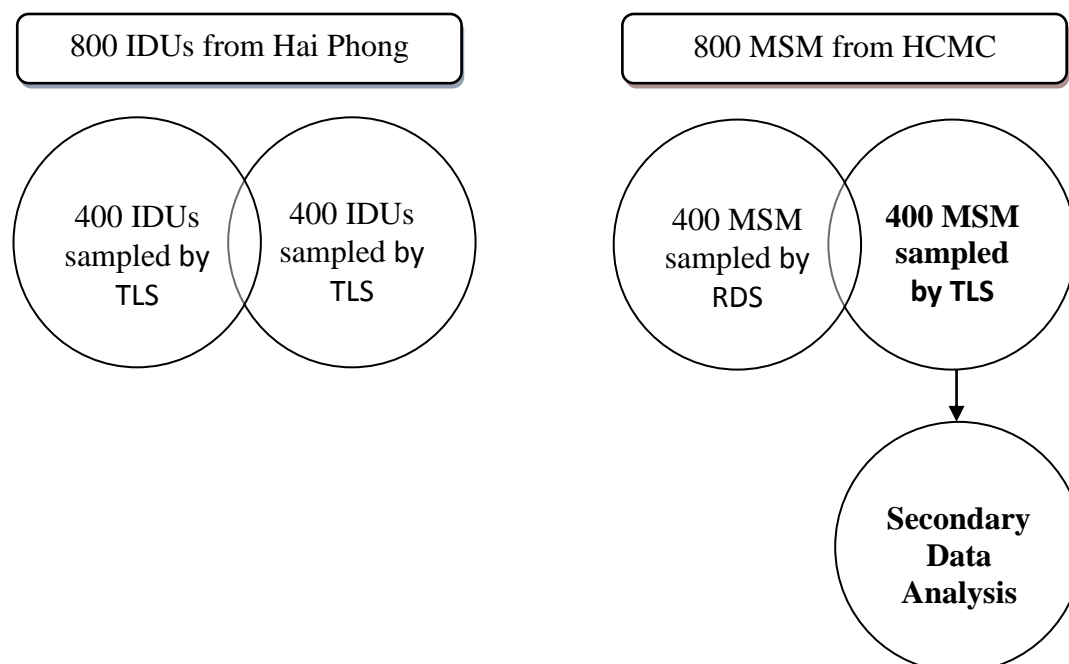 800 IDUs from Hai Phong
800 MSM from HCMC
400 IDUs
sampled by
TLS
400 IDUs
sampled by
TLS
400 MSM
sampled by
RDS
400 MSM
sampled
by TLS
Secondary
Data
Analysis